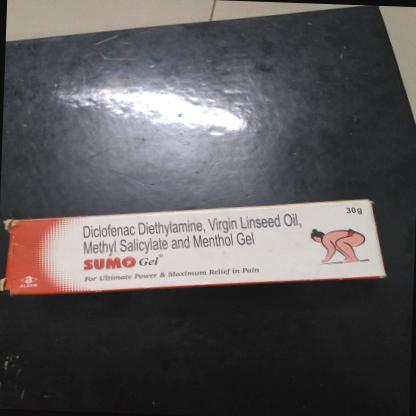 30g
Diclofenac Diethylamine, Virgin Linseed Oil,
Methyl Salicylate and Menthol Gel
SUMO Gel®
For Ultimate Power & Maximum Relief in Pain
a
ALKEM